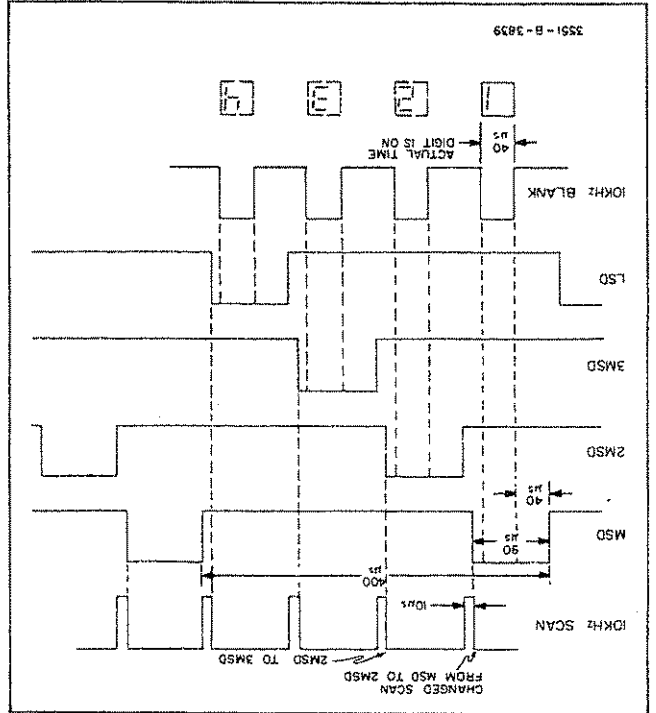 CHANGED SCAN
FROM MSD TO 2MSD
2MSD TO 3MSD
10KHz SCAN
10µs
400
µs
MSD
90
µs
40
µs
2MSD
3MSD
LSD
10KHz BLANK
40
µs
ACTUAL TIME
DIGIT IS ON
1 2 3 4
3551-B-3839